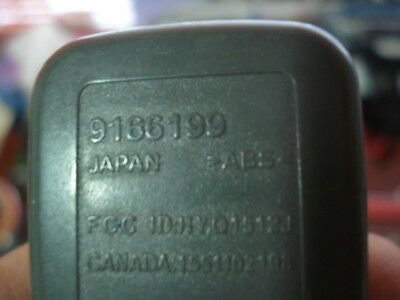 9166199
JAPAN >ABS<
FCC ID:HYQ1512J
CANADA: